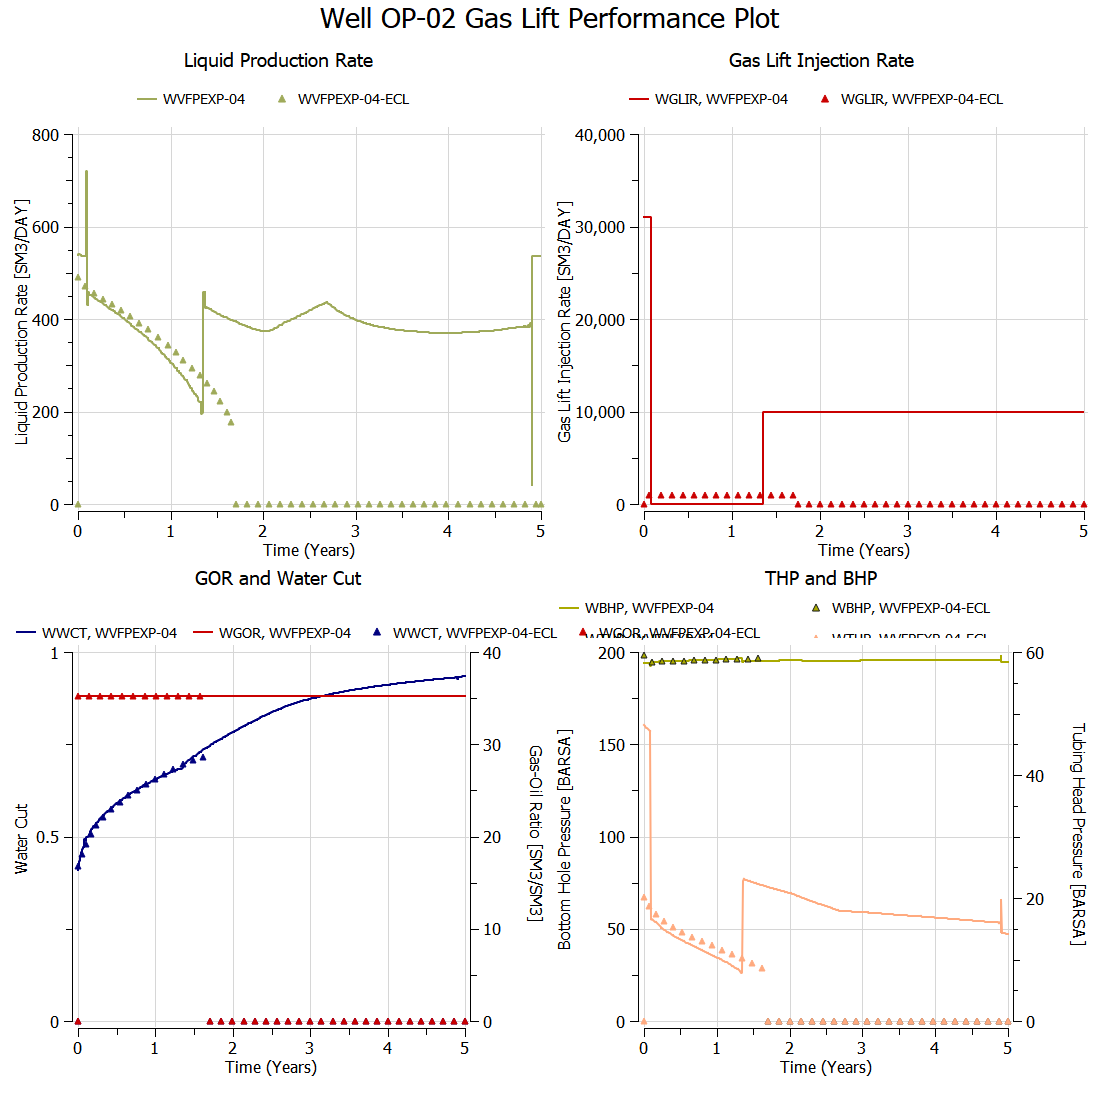 Well OP-02 Gas Lift Performance Plot
Liquid Production Rate
WVFPEXP-04 WVFPEXP-04-ECL
800
600
400
200
0
Liquid Production Rate [SM3/DAY]
0 1 2 3 4 5
Time (Years)
Gas Lift Injection Rate
WGLIR, WVFPEXP-04 WGLIR, WVFPEXP-04-ECL
40,000
30,000
20,000
10,000
0
Gas Lift Injection Rate [SM3/DAY]
0 1 2 3 4 5
Time (Years)
GOR and Water Cut
WWCT, WVFPEXP-04 WGOR, WVFPEXP-04 WWCT, WVFPEXP-04-ECL WGOR, WVFPEXP-04-ECL
1
0.5
0
Water Cut
40
30
20
10
0
Gas-Oil Ratio [SM3/SM3]
0 1 2 3 4 5
Time (Years)
THP and BHP
WBHP, WVFPEXP-04 WBHP, WVFPEXP-04-ECL
200
150
100
50
0
Bottom Hole Pressure [BARSA]
60
40
20
0
Tubing Head Pressure [BARSA]
0 1 2 3 4 5
Time (Years)